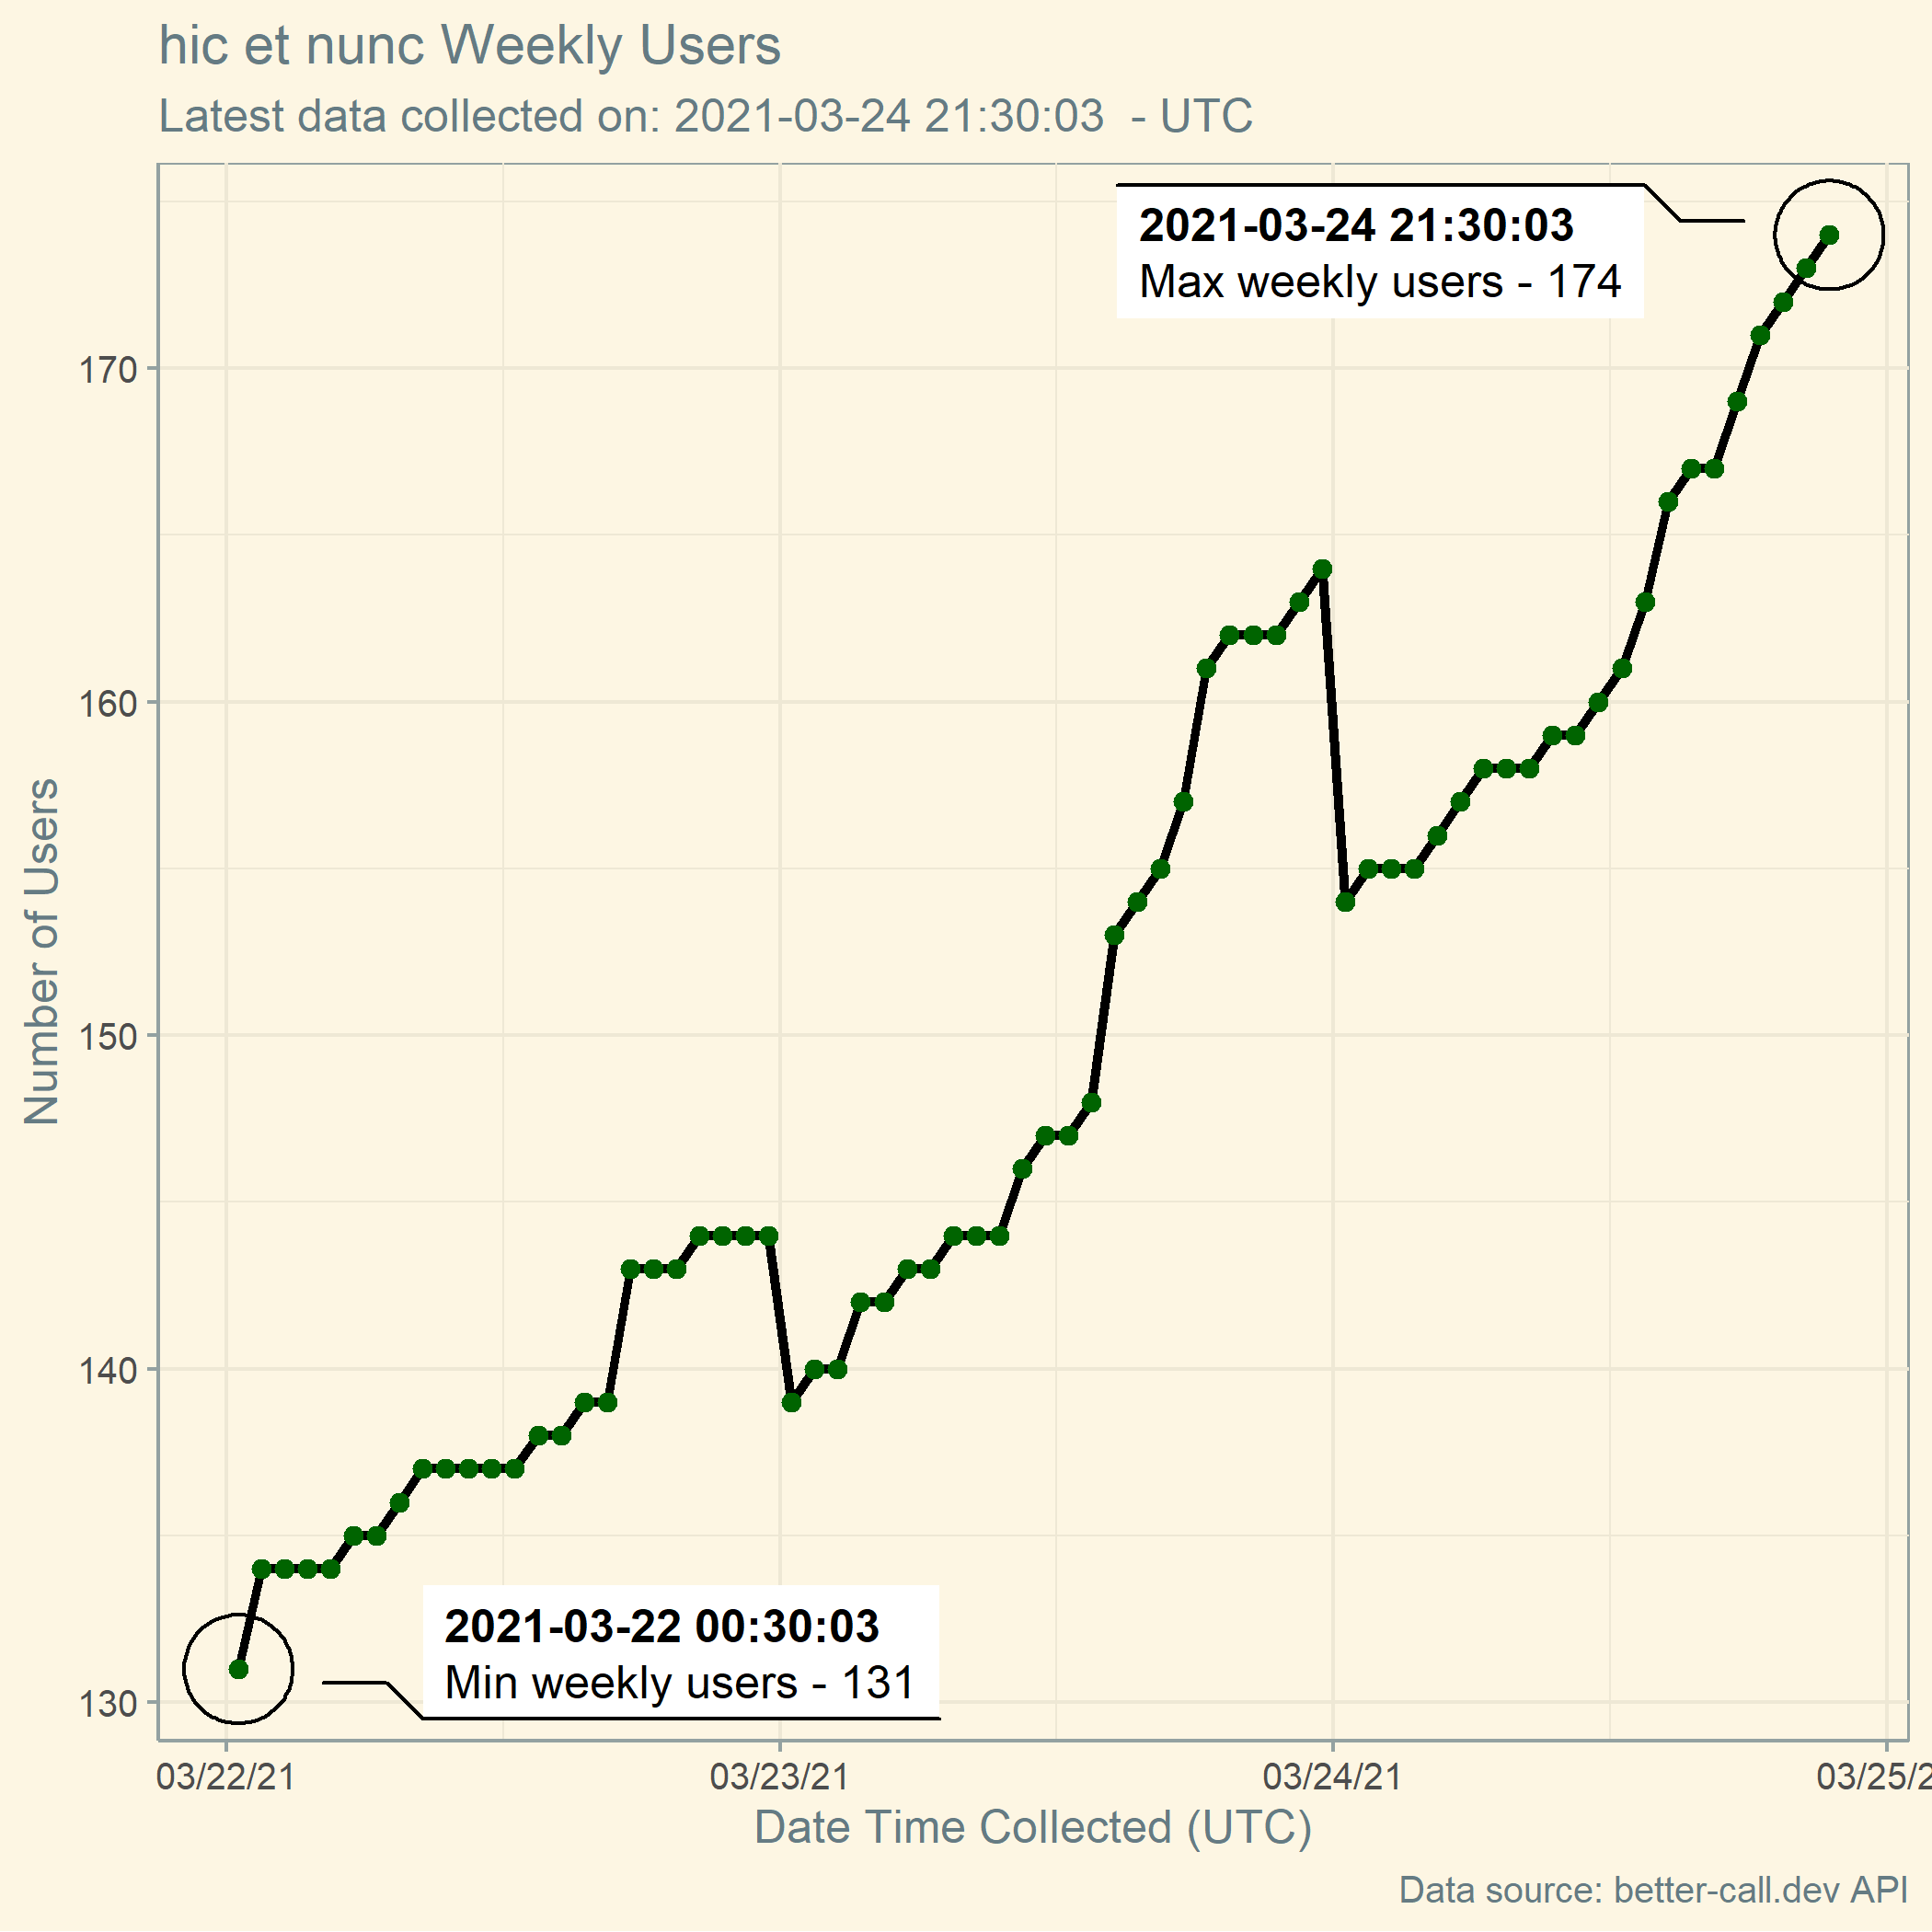 hic et nunc Weekly Users
Latest data collected on: 2021-03-24 21:30:03  - UTC
2021-03-24 21:30:03
Max weekly users - 174
170
160
150
140
130
Number of Users
2021-03-22 00:30:03
Min weekly users - 131
03/22/21
03/23/21
03/24/21
03/25/2
Date Time Collected (UTC)
Data source: better-call.dev API